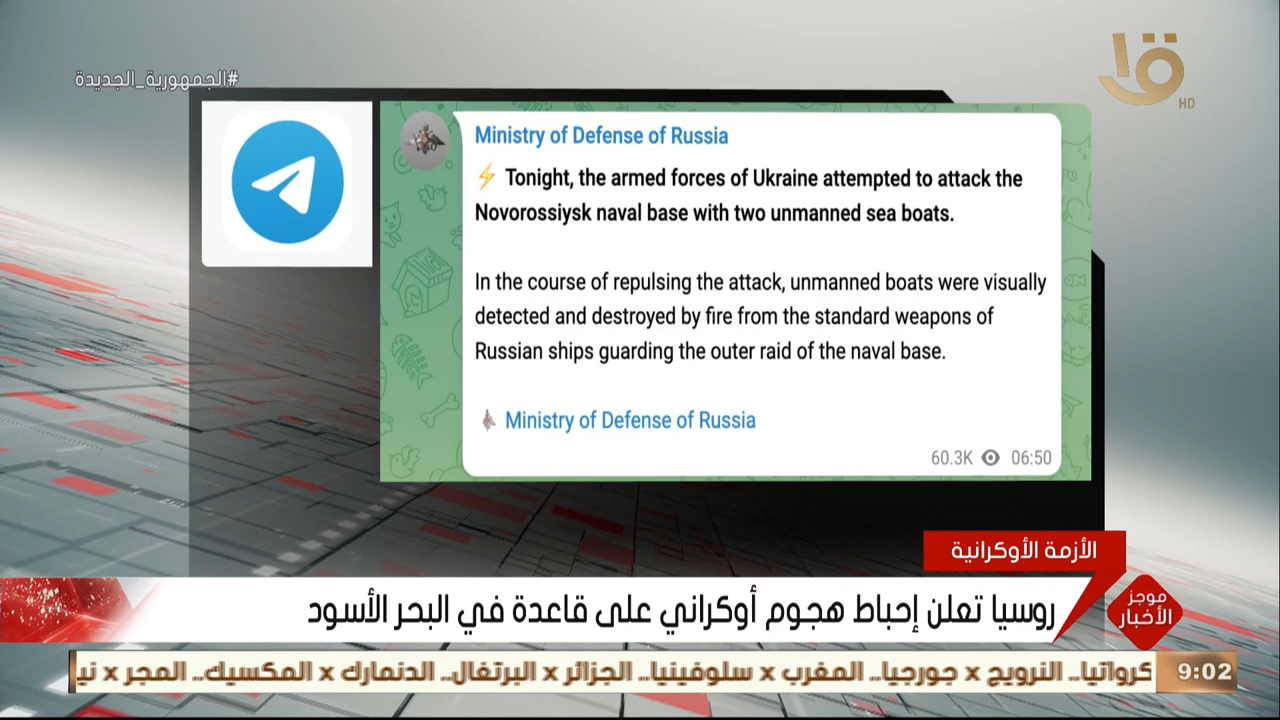 #الجمهورية_الجديدة
HD
Ministry of Defense of Russia
⚡ Tonight, the armed forces of Ukraine attempted to attack the
Novorossiysk naval base with two unmanned sea boats.
In the course of repulsing the attack, unmanned boats were visually
detected and destroyed by fire from the standard weapons of
Russian ships guarding the outer raid of the naval base.
Ministry of Defense of Russia
60.3K 06:50
الأزمة الأوكرانية
موجز
الأخبار
روسيا تعلن إحباط هجوم أوكراني على قاعدة في البحر الأسود
9:02 كرواتيا.. النرويج x جورجيا.. المغرب x سلوفينيا.. الجزائر x البرتغال.. الدنمارك x المكسيك.. المجر x